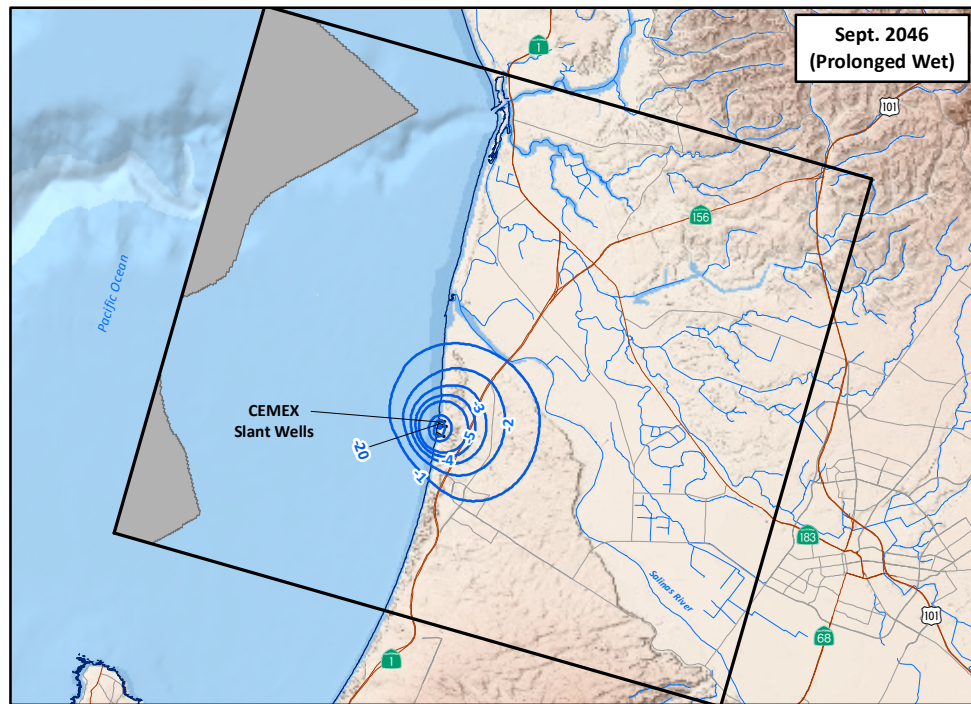 Sept. 2046
(Prolonged Wet)
1
101
156
Pacific Ocean
CEMEX
Slant Wells
-3
-2
-5
-20
-4
-1
183
Salinas River
101
68
1